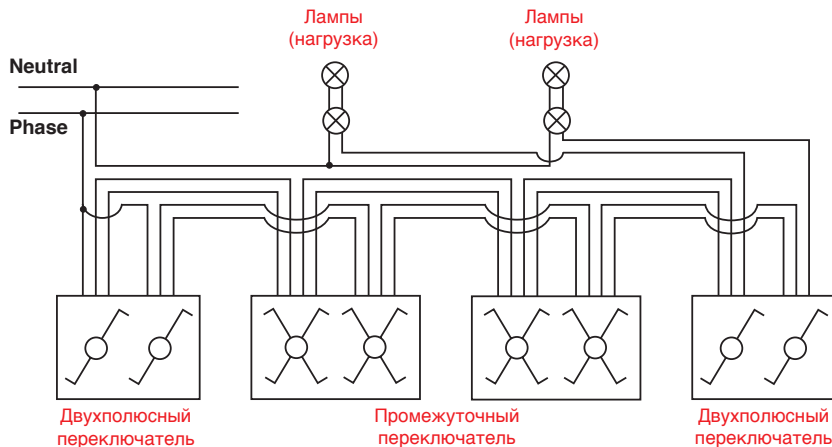 Лампы
(нагрузка)
Лампы
(нагрузка)
Neutral
Phase
Двухполюсный
переключатель
Промежуточный
переключатель
Двухполюсный
переключатель